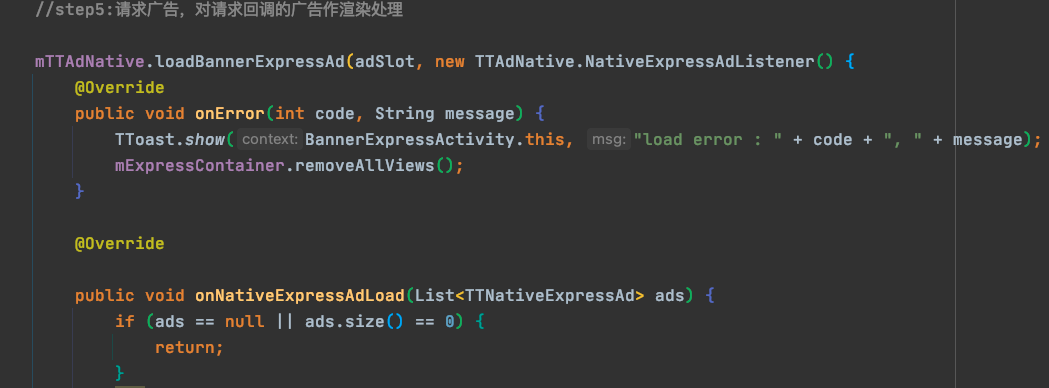 //step5:请求广告，对请求回调的广告作渲染处理
mTTAdNative.loadBannerExpressAd(adSlot, new TTAdNative.NativeExpressAdListener() {
@Override
public void onError(int code, String message) {
TToast.show( context: BannerExpressActivity.this, msg: "load error : " + code + ", " + message);
mExpressContainer.removeAllViews();
}
@Override
public void onNativeExpressAdLoad(List<TTNativeExpressAd> ads) {
if (ads == null || ads.size() == 0) {
return;
}